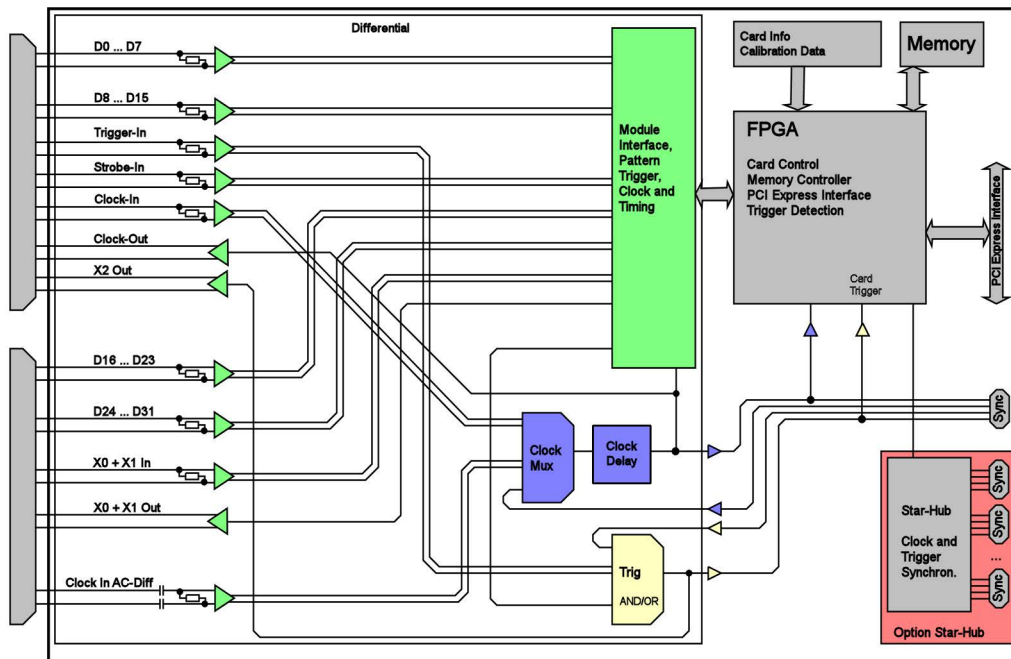 Differential
D0 ... D7
D8 ... D15
Trigger-In
Strobe-In
Clock-In
Clock-Out
X2 Out
D16 ... D23
D24 ... D31
X0 + X1 In
X0 + X1 Out
Clock In AC-Diff
Module
Interface,
Pattern
Trigger,
Clock and
Timing
Clock
Mux
Clock
Delay
Trig
AND/OR
Card Info
Calibration Data
Memory
FPGA
Card Control
Memory Controller
PCI Express Interface
Trigger Detection
Card
Trigger
PCI Express Interface
Sync
Star-Hub
Clock and
Trigger
Synchron.
Sync
Sync
...
Sync
Option Star-Hub